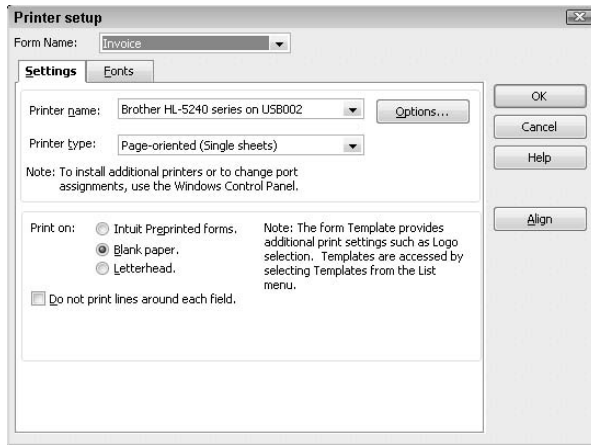 Printer setup
Form Name: Invoice
Settings Fonts
Printer name: Brother HL-5240 series on USB002 Options...
Printer type: Page-oriented (Single sheets)
Note: To install additional printers or to change port
assignments, use the Windows Control Panel.
OK
Cancel
Help
Align
Print on: Intuit Preprinted forms.
Blank paper.
Letterhead.
Do not print lines around each field.
Note: The form Template provides
additional print settings such as Logo
selection. Templates are accessed by
selecting Templates from the List
menu.